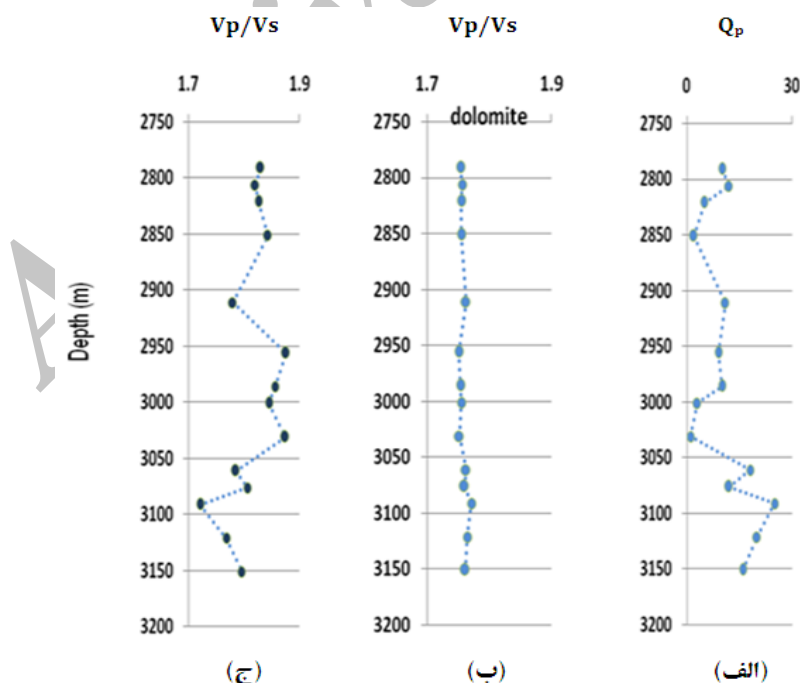 Vp/Vs Vp/Vs Qₚ
1.7 1.9 1.7 1.9 0 30
dolomite
2750 2750 2750
2800 2800 2800
2850 2850 2850
2900 2900 2900
2950 2950 2950
3000 3000 3000
3050 3050 3050
3100 3100 3100
3150 3150 3150
3200 3200 3200
Depth (m)
(ج) (ب) (الف)